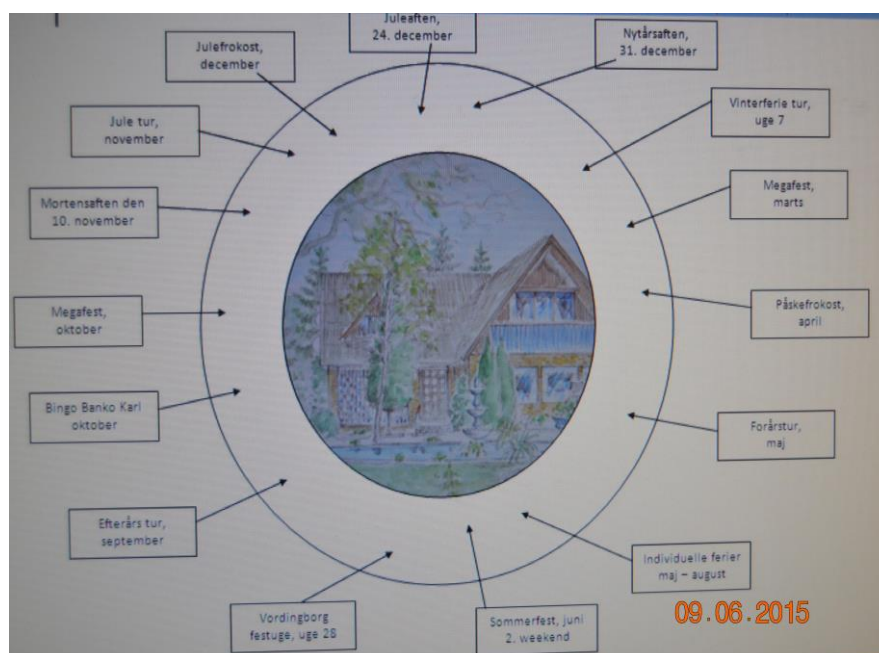 Juleaften,
24. december
Nytårsaften,
31. december
Vinterferie tur,
uge 7
Megafest,
marts
Påskefrokost,
april
Forårstur,
maj
Individuelle ferier
maj – august
Sommerfest, juni
2. weekend
Vordingborg
festuge, uge 28
Efterårs tur,
september
Bingo Banko Karl
oktober
Megafest,
oktober
Mortensaften den
10. november
Jule tur,
november
Julefrokost,
december
09.06.2015